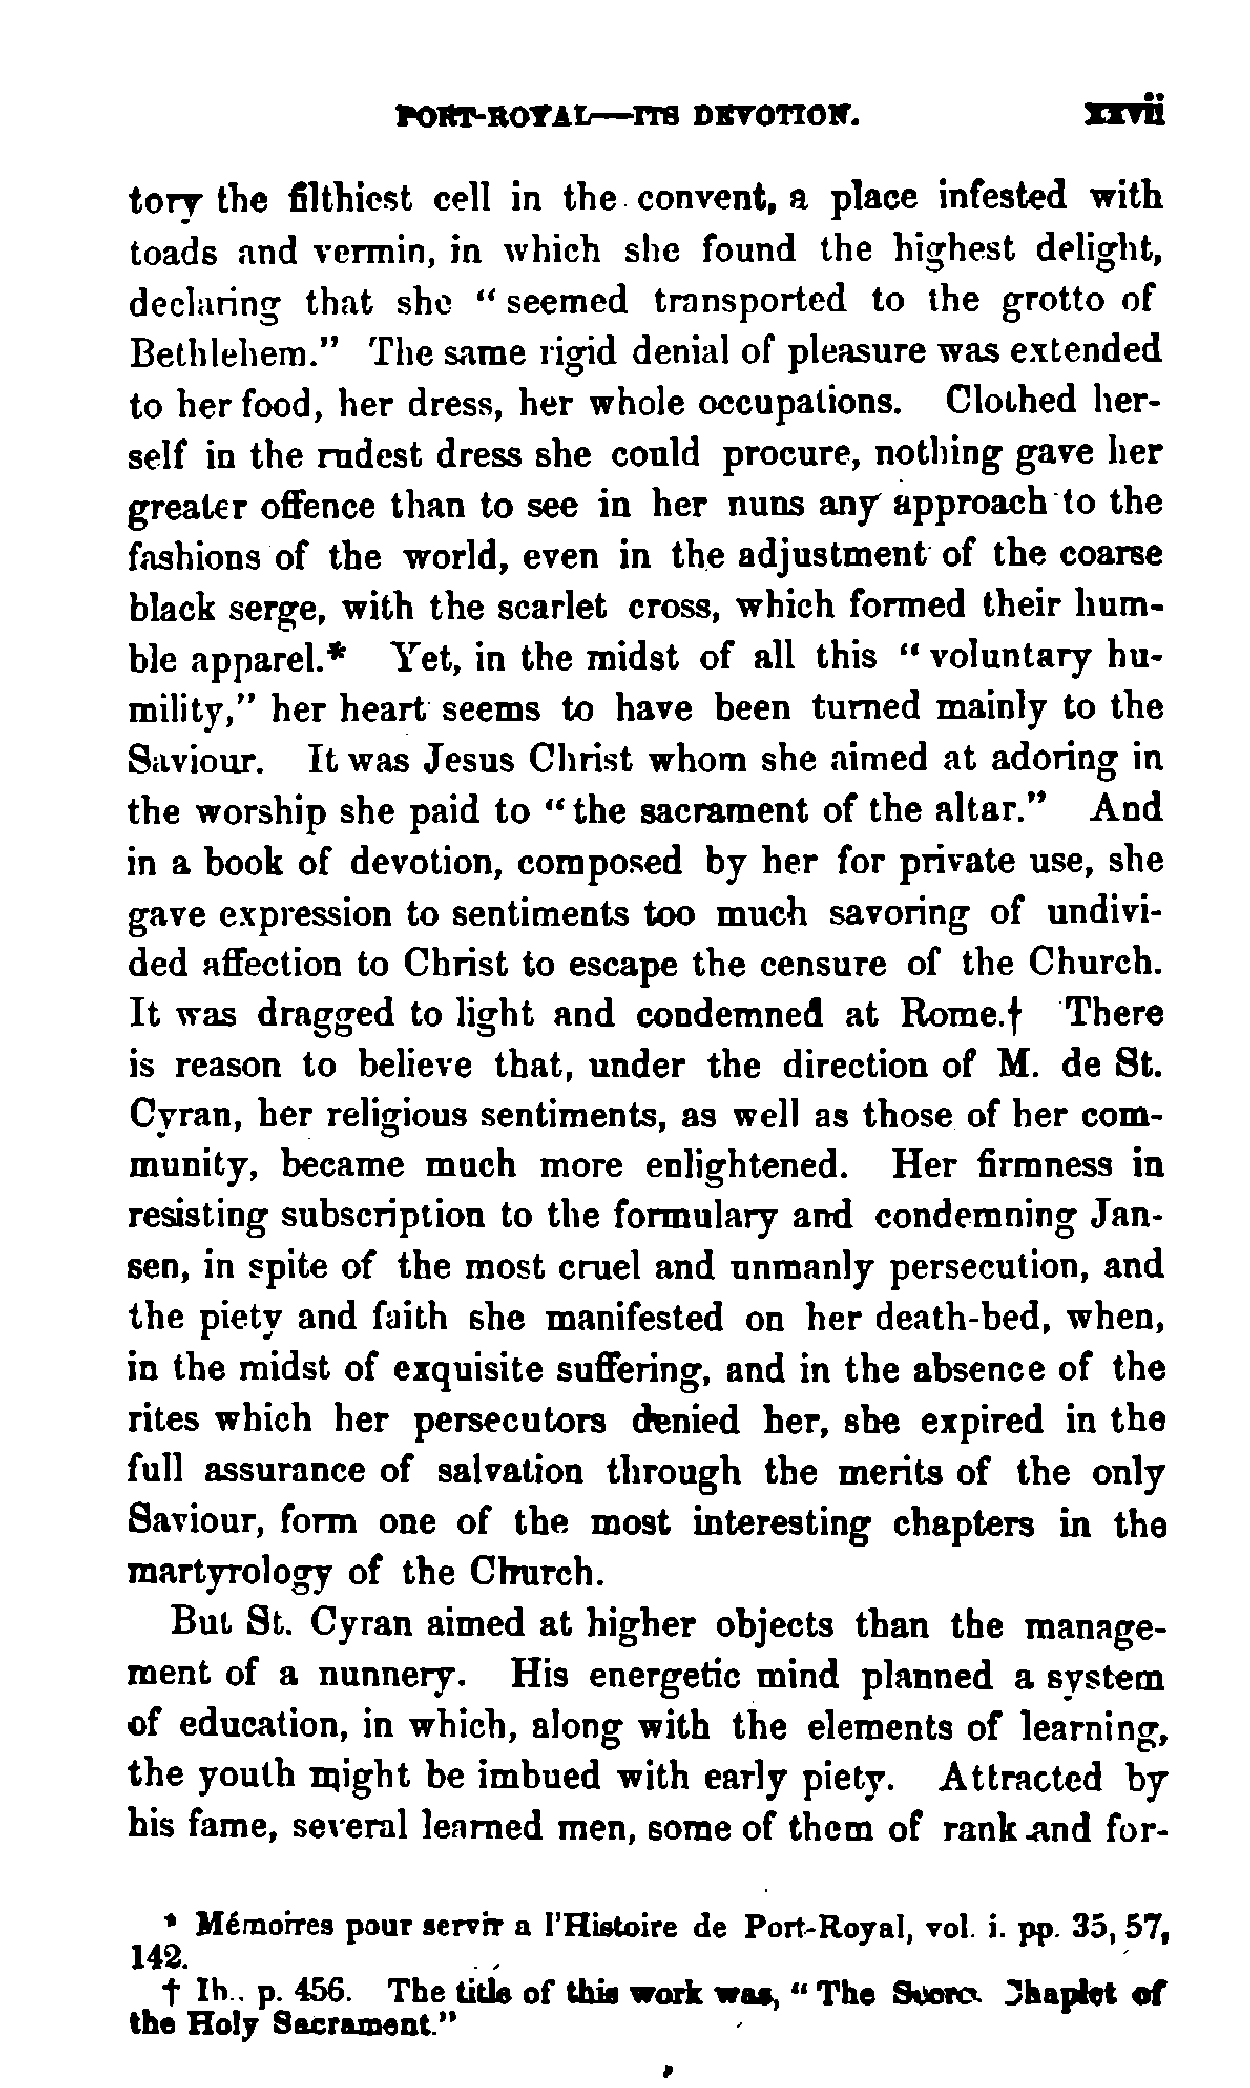 PORT-ROYAL—ITS DEVOTION. xxvii
tory the filthiest cell in the convent, a place infested with
toads and vermin, in which she found the highest delight,
declaring that she "seemed transported to the grotto of
Bethlehem." The same rigid denial of pleasure was extended
to her food, her dress, her whole occupations. Clothed her-
self in the rudest dress she could procure, nothing gave her
greater offence than to see in her nuns any approach to the
fashions of the world, even in the adjustment of the coarse
black serge, with the scarlet cross, which formed their hum-
ble apparel.* Yet, in the midst of all this "voluntary hu-
mility," her heart seems to have been turned mainly to the
Saviour. It was Jesus Christ whom she aimed at adoring in
the worship she paid to "the sacrament of the altar." And
in a book of devotion, composed by her for private use, she
gave expression to sentiments too much savoring of undivi-
ded affection to Christ to escape the censure of the Church.
It was dragged to light and condemned at Rome.† There
is reason to believe that, under the direction of M. de St.
Cyran, her religious sentiments, as well as those of her com-
munity, became much more enlightened. Her firmness in
resisting subscription to the formulary and condemning Jan-
sen, in spite of the most cruel and unmanly persecution, and
the piety and faith she manifested on her death-bed, when,
in the midst of exquisite suffering, and in the absence of the
rites which her persecutors denied her, she expired in the
full assurance of salvation through the merits of the only
Saviour, form one of the most interesting chapters in the
martyrology of the Church.
But St. Cyran aimed at higher objects than the manage-
ment of a nunnery. His energetic mind planned a system
of education, in which, along with the elements of learning,
the youth might be imbued with early piety. Attracted by
his fame, several learned men, some of them of rank and for-
* Mémoires pour servir a l'Histoire de Port-Royal, vol. i. pp. 35, 57,
142.
† Ib., p. 456. The title of this work was, "The Chaplet of
the Holy Sacrament."